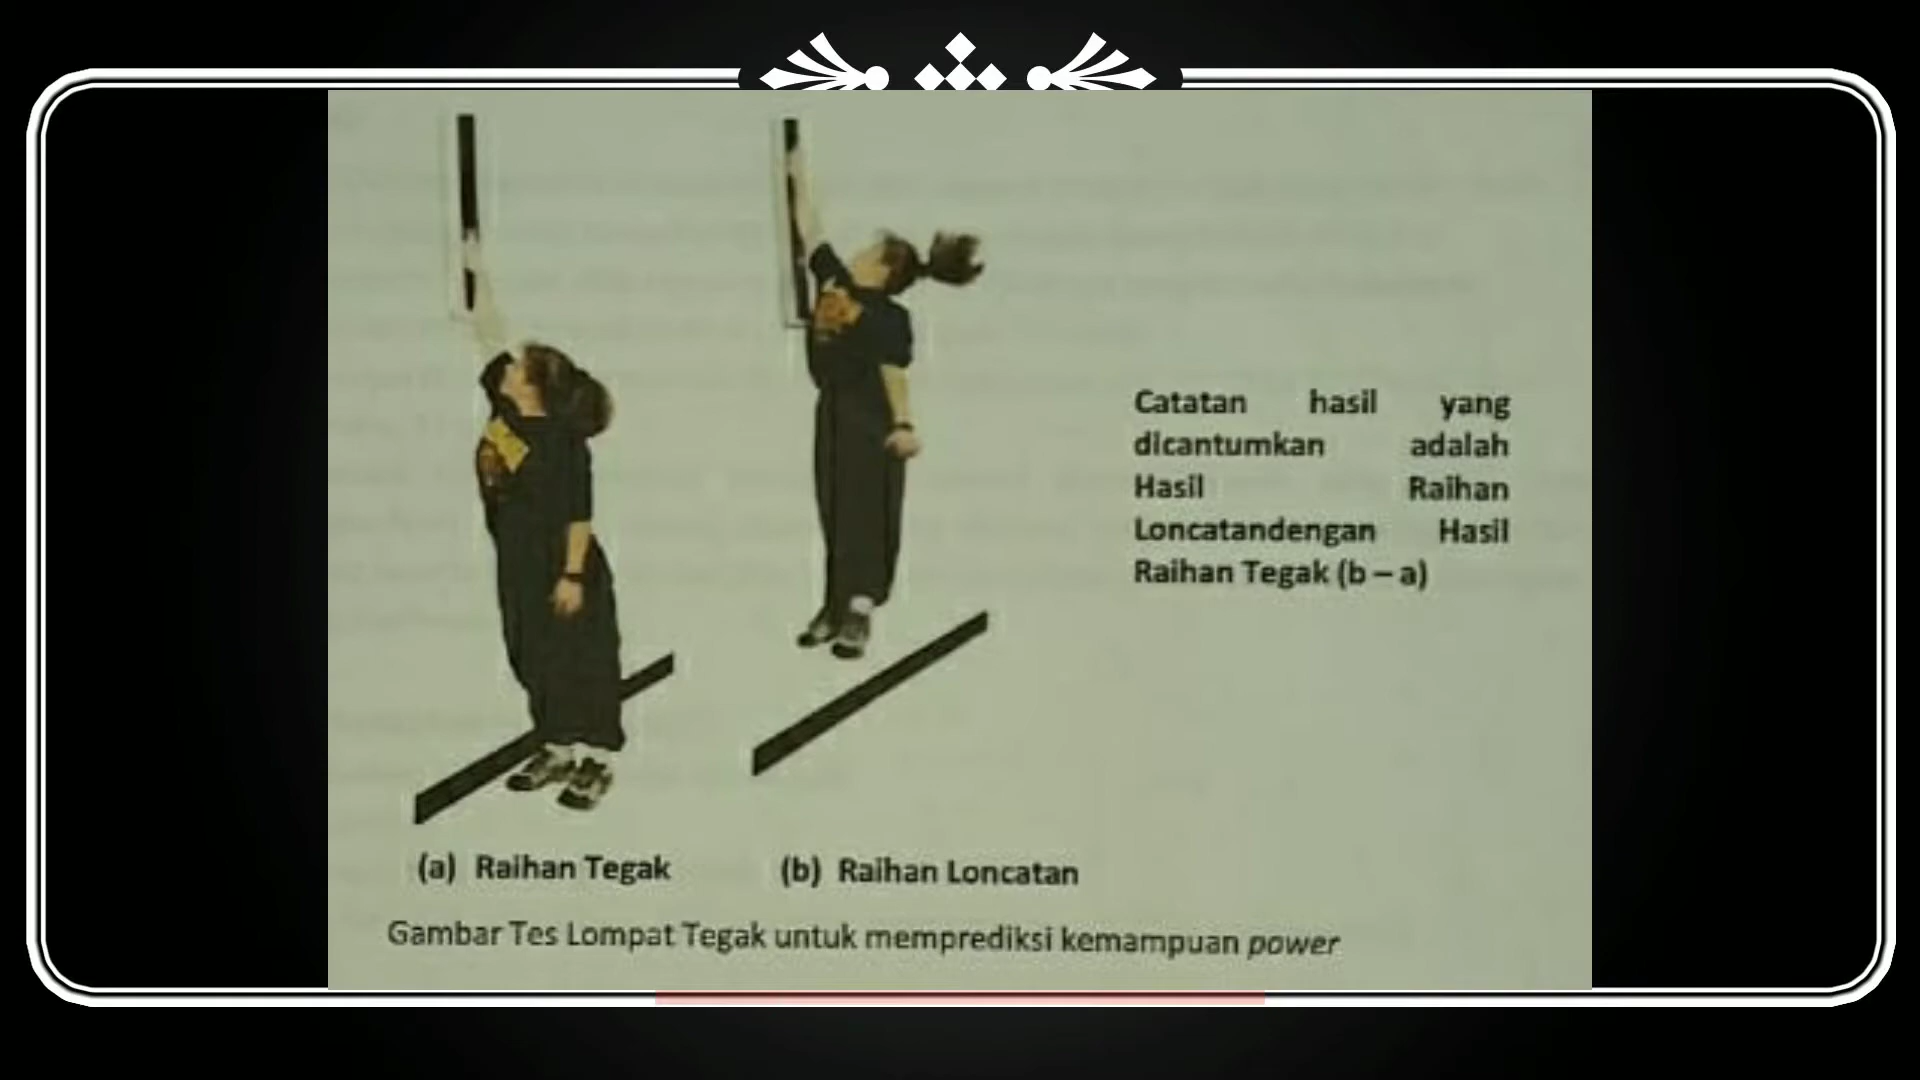 Catatan hasil yang
dicantumkan adalah
Hasil Raihan
Loncatandengan Hasil
Raihan Tegak (b – a)
(a) Raihan Tegak
(b) Raihan Loncatan
Gambar Tes Lompat Tegak untuk memprediksi kemampuan power